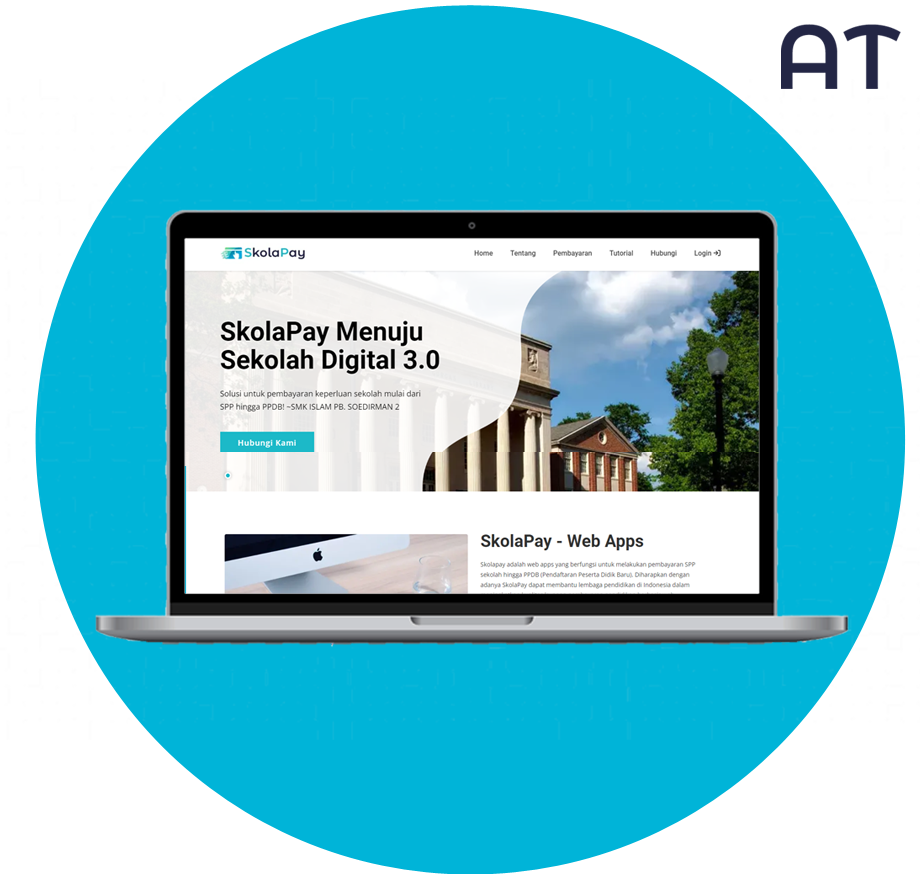 AT
SkolaPay
Home Tentang Pembayaran Tutorial Hubungi Login
SkolaPay Menuju
Sekolah Digital 3.0
Solusi untuk pembayaran keperluan sekolah mulai dari
SPP hingga PPDB! ~SMK ISLAM PB. SOEDIRMAN 2
Hubungi Kami
SkolaPay - Web Apps
Skolapay adalah web apps yang berfungsi untuk melakukan pembayaran SPP
sekolah hingga PPDB (Pendaftaran Peserta Didik Baru), Diharapkan dengan
adanya SkolaPay dapat membantu lembaga pendidikan di Indonesia dalam